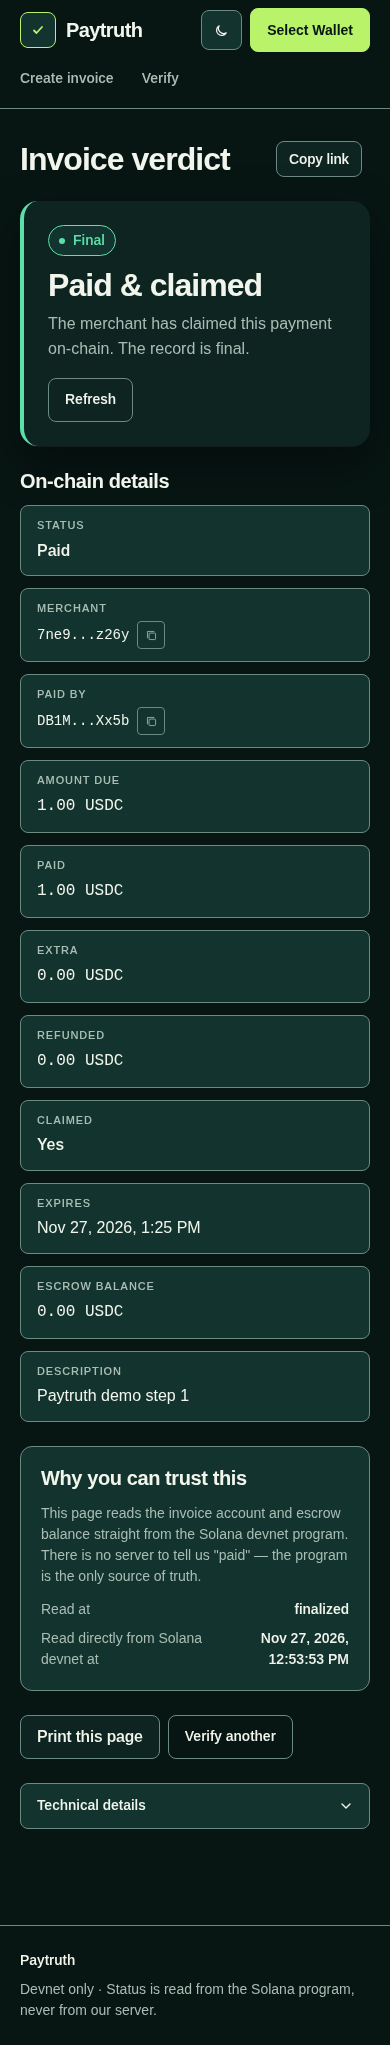 Paytruth
Select Wallet
Create invoice
Verify
Invoice verdict
Copy link
Final
Paid & claimed
The merchant has claimed this payment
on-chain. The record is final.
Refresh
On-chain details
STATUS
Paid
MERCHANT
7ne9...z26y
PAID BY
DB1M...Xx5b
AMOUNT DUE
1.00 USDC
PAID
1.00 USDC
EXTRA
0.00 USDC
REFUNDED
0.00 USDC
CLAIMED
Yes
EXPIRES
Nov 27, 2026, 1:25 PM
ESCROW BALANCE
0.00 USDC
DESCRIPTION
Paytruth demo step 1
Why you can trust this
This page reads the invoice account and escrow
balance straight from the Solana devnet program.
There is no server to tell us "paid" — the program
is the only source of truth.
Read at
finalized
Read directly from Solana
devnet at
Nov 27, 2026,
12:53:53 PM
Print this page
Verify another
Technical details
Paytruth
Devnet only · Status is read from the Solana program,
never from our server.